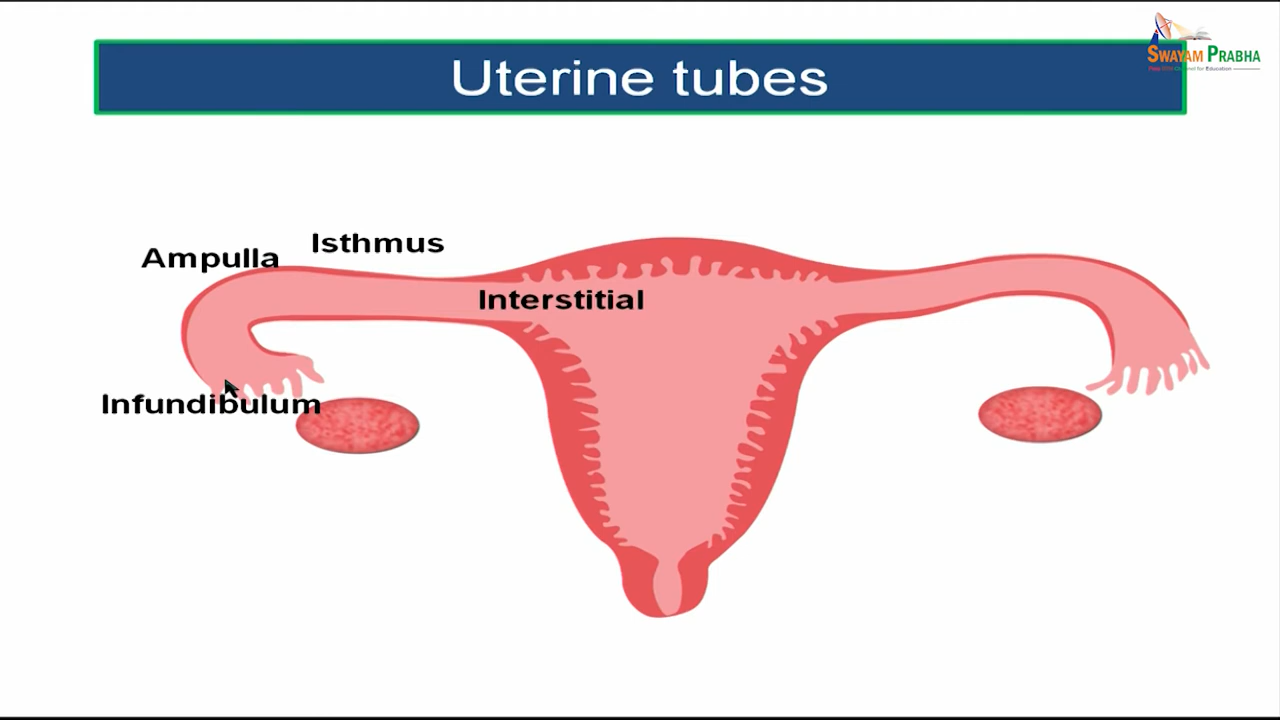 SWAYAM PRABHA
Uterine tubes
Isthmus
Ampulla
Interstitial
Infundibulum